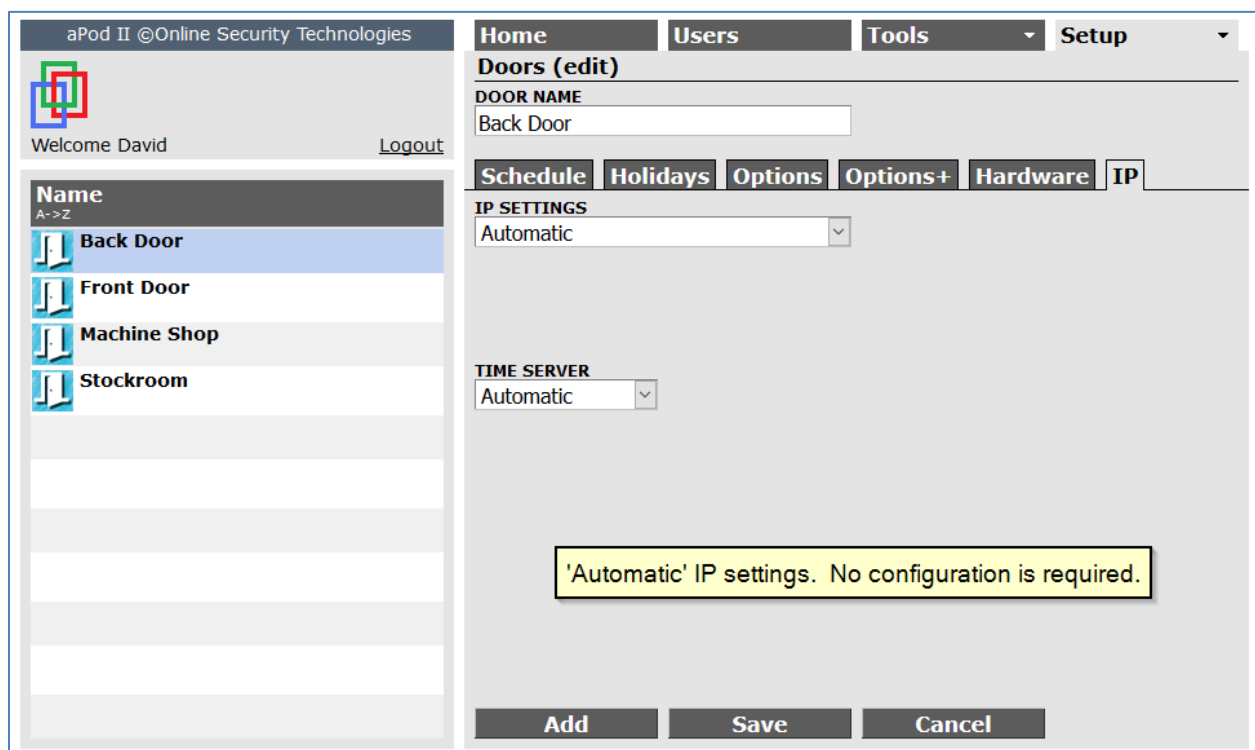 aPod II ©Online Security Technologies
Welcome David
Logout
Name
A->Z
Back Door
Front Door
Machine Shop
Stockroom
Home
Users
Tools
Setup
Doors (edit)
DOOR NAME
Back Door
Schedule
Holidays
Options
Options+
Hardware
IP
IP SETTINGS
Automatic
TIME SERVER
Automatic
'Automatic' IP settings.  No configuration is required.
Add
Save
Cancel